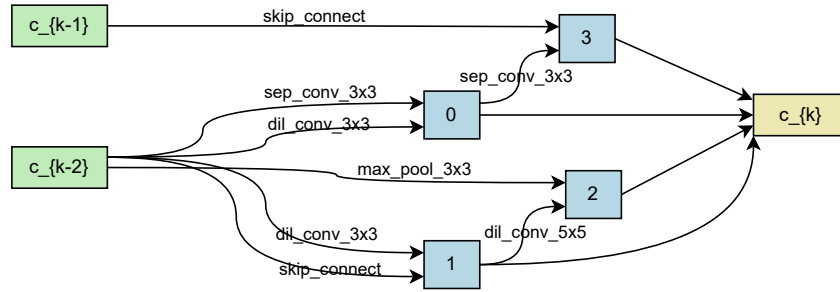 c_{k-1}
skip_connect
3
sep_conv_3x3
sep_conv_3x3
0
dil_conv_3x3
c_{k}
c_{k-2}
max_pool_3x3
2
dil_conv_3x3
dil_conv_5x5
1
skip_connect